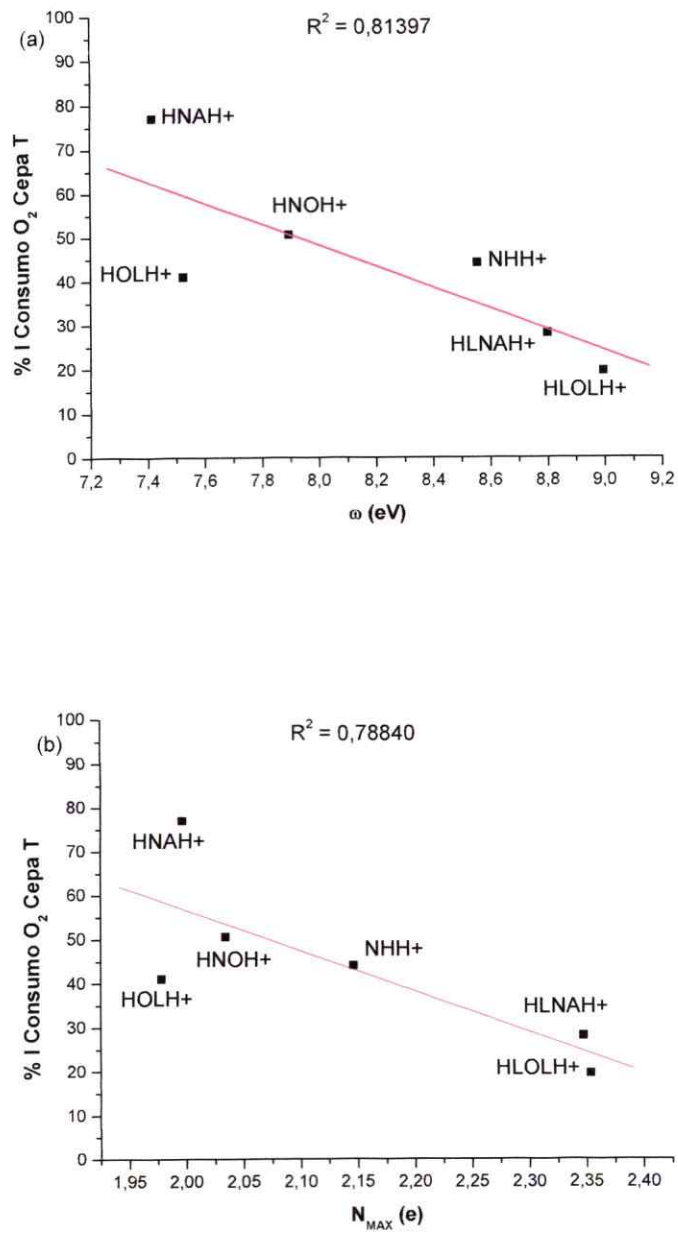 (a)
R² = 0,81397
% I Consumo O₂ Cepa T
100
90
80
70
60
50
40
30
20
10
0
HNAH+
HNOH+
NHH+
HOLH+
HLNAH+
HLOLH+
7,2 7,4 7,6 7,8 8,0 8,2 8,4 8,6 8,8 9,0 9,2
ω (eV)
(b)
R² = 0,78840
% I Consumo O₂ Cepa T
100
90
80
70
60
50
40
30
20
10
0
HNAH+
HNOH+
NHH+
HOLH+
HLNAH+
HLOLH+
1,95 2,00 2,05 2,10 2,15 2,20 2,25 2,30 2,35 2,40
N_MAX (e)